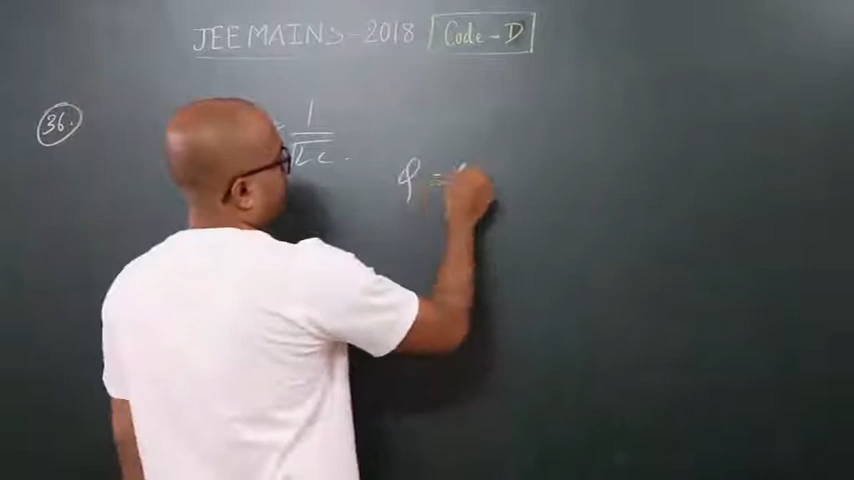 JEE MAINS - 2018 Code - D
36.
= 1/√LC .
φ =